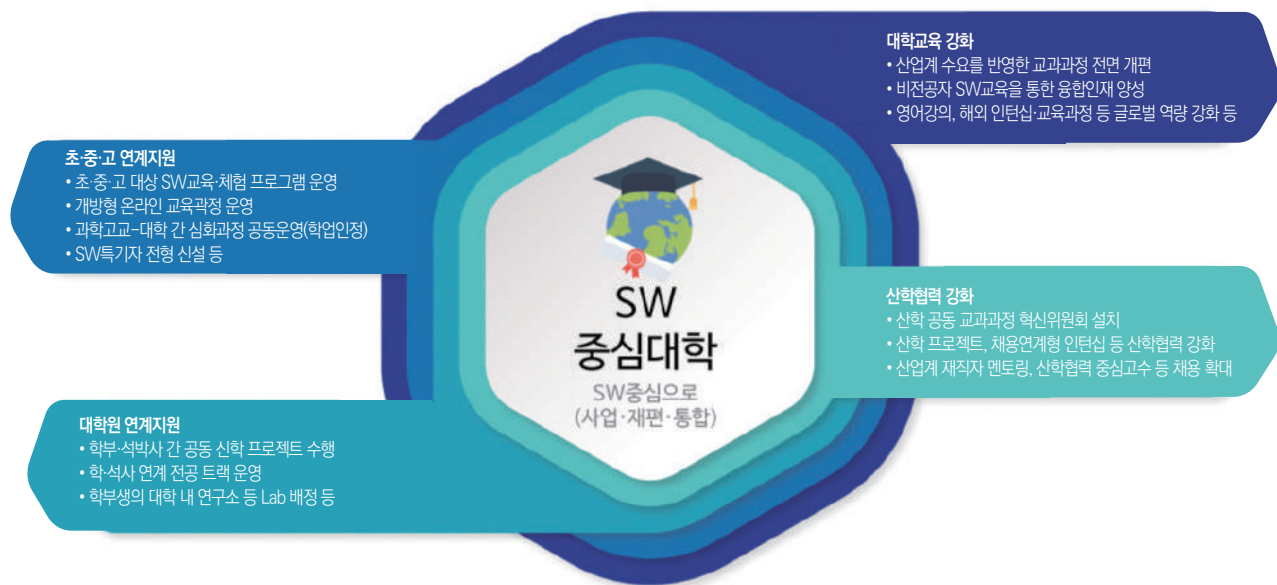 대학교육 강화
• 산업계 수요를 반영한 교과과정 전면 개편
• 비전공자 SW교육을 통한 융합인재 양성
• 영어강의, 해외 인턴십·교육과정 등 글로벌 역량 강화 등
초·중·고 연계지원
• 초·중·고 대상 SW교육·체험 프로그램 운영
• 개방형 온라인 교육곽정 운영
• 과학고교-대학 간 심화과정 공동운영(학업인정)
• SW특기자 전형 신설 등
SW
중심대학
SW중심으로
(사업·재편·통합)
산학협력 강화
• 산학 공동 교과과정 혁신위원회 설치
• 산학 프로젝트, 채용연계형 인턴십 등 산학협력 강화
• 산업계 재직자 멘토링, 산학협력 중심고수 등 채용 확대
대학원 연계지원
• 학부·석박사 간 공동 신학 프로젝트 수행
• 학·석사 연계 전공 트랙 운영
• 학부생의 대학 내 연구소 등 Lab 배정 등